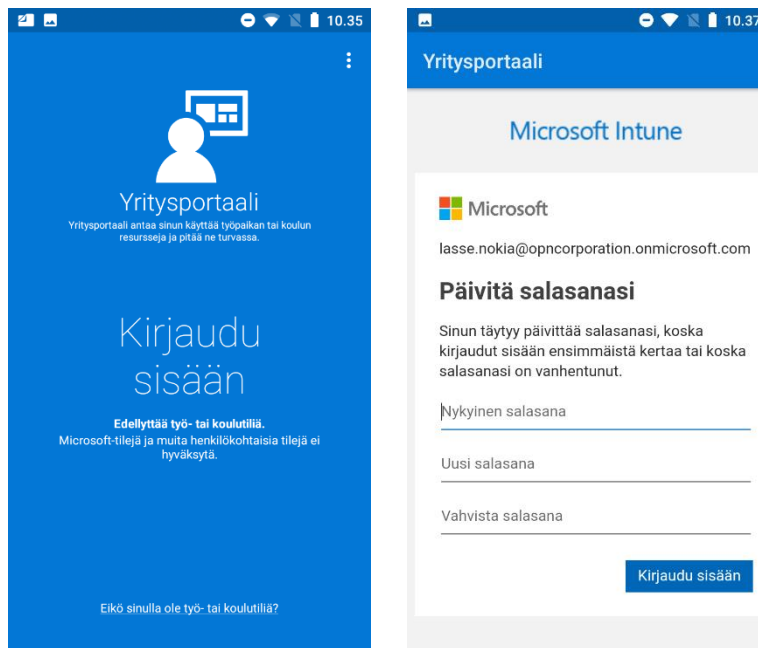 10.35
Yritysportaali
Yritysportaali antaa sinun käyttää työpaikan tai koulun
resursseja ja pitää ne turvassa.
Kirjaudu
sisään
Edellyttää työ- tai koulutiliä.
Microsoft-tilejä ja muita henkilökohtaisia tilejä ei
hyväksytä.
Eikö sinulla ole työ- tai koulutiliä?
10.37
Yritysportaali
Microsoft Intune
Microsoft
lasse.nokia@opncorporation.onmicrosoft.com
Päivitä salasanasi
Sinun täytyy päivittää salasanasi, koska
kirjaudut sisään ensimmäistä kertaa tai koska
salasanasi on vanhentunut.
Nykyinen salasana
Uusi salasana
Vahvista salasana
Kirjaudu sisään